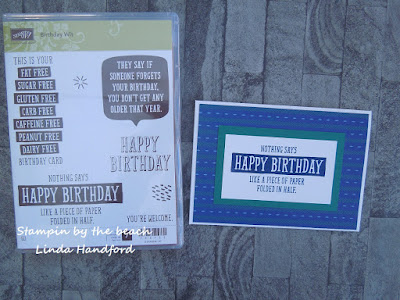 STAMPIN' UP!
Birthday Wit
THIS IS YOUR
FAT FREE
SUGAR FREE
GLUTEN FREE
CARB FREE
CAFFEINE FREE
PEANUT FREE
DAIRY FREE
BIRTHDAY CARD
THEY SAY IF
SOMEONE FORGETS
YOUR BIRTHDAY,
YOU DON'T GET ANY
OLDER THAT YEAR.
HAPPY
BIRTHDAY
NOTHING SAYS
HAPPY BIRTHDAY
LIKE A PIECE OF PAPER
FOLDED IN HALF.
YOU'RE WELCOME.
NOTHING SAYS
HAPPY BIRTHDAY
LIKE A PIECE OF PAPER
FOLDED IN HALF.
Stampin by the beach
Linda Handford